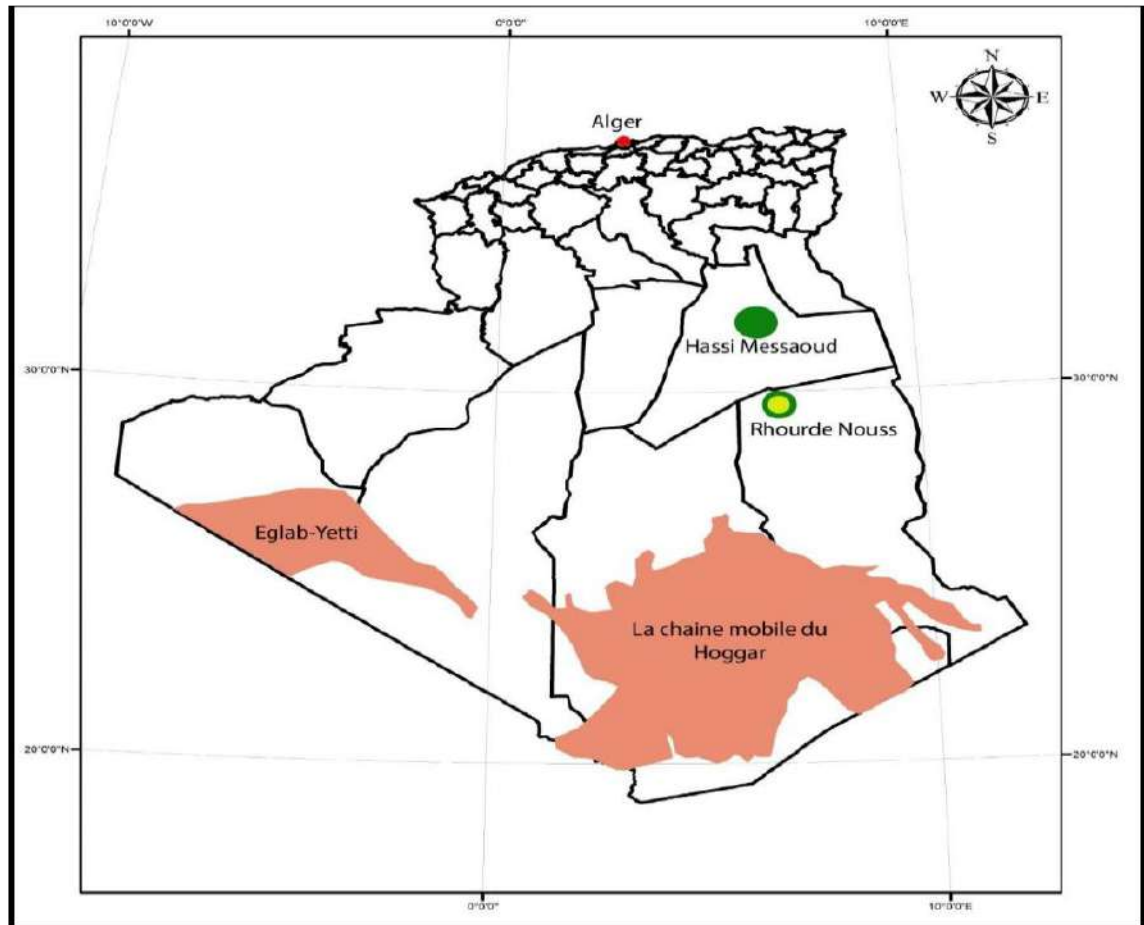 10°0'0"W
0°0'0"
10°0'0"E
N
W
E
S
Alger
Hassi Messaoud
30°0'0"N
30°0'0"N
Rhourde Nouss
Eglab-Yetti
La chaine mobile du
Hoggar
20°0'0"N
20°0'0"N
0°0'0"
10°0'0"E